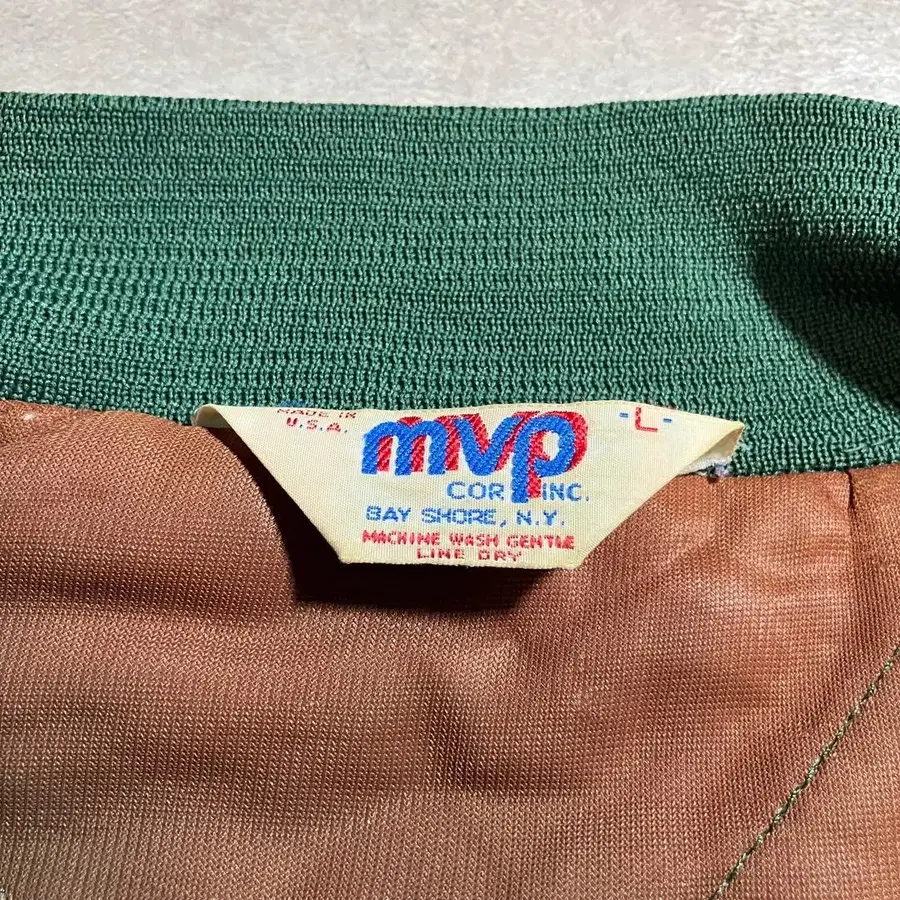 MADE IN
U.S.A.
-L-
mvp
CORP INC.
BAY SHORE, N.Y.
MACHINE WASH GENTLE
LINE DRY